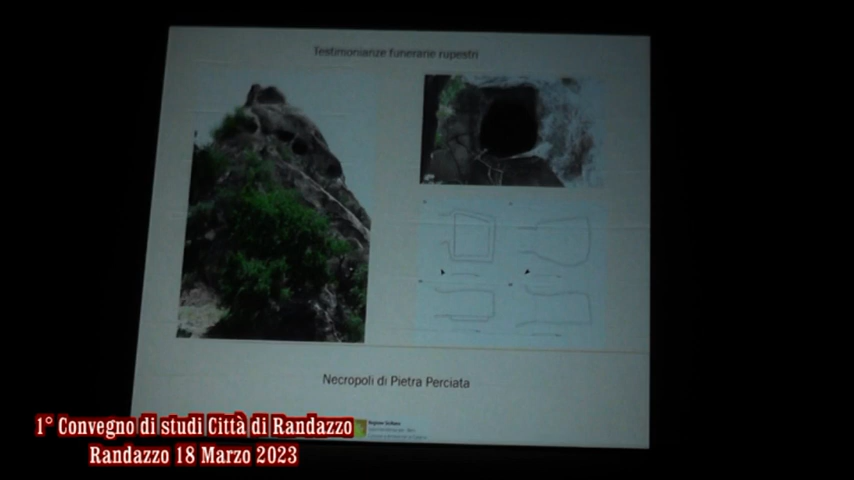 Testimonianze funerarie rupestri
Necropoli di Pietra Perciata
1° Convegno di studi Città di Randazzo
Randazzo 18 Marzo 2023